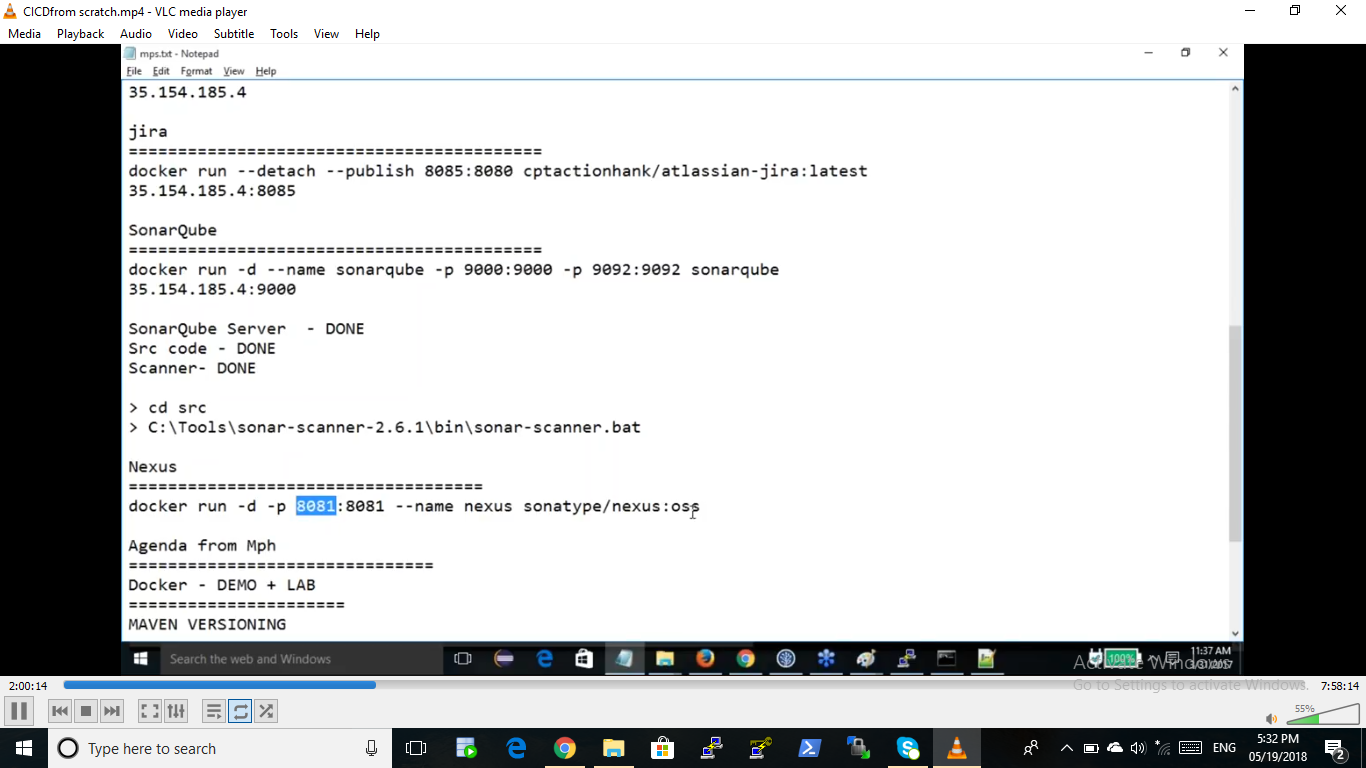 CICDfrom scratch.mp4 - VLC media player
Media Playback Audio Video Subtitle Tools View Help
mps.txt - Notepad
File Edit Format View Help
35.154.185.4
jira
==========================================
docker run --detach --publish 8085:8080 cptactionhank/atlassian-jira:latest
35.154.185.4:8085
SonarQube
==========================================
docker run -d --name sonarqube -p 9000:9000 -p 9092:9092 sonarqube
35.154.185.4:9000
SonarQube Server  - DONE
Src code - DONE
Scanner- DONE
> cd src
> C:\Tools\sonar-scanner-2.6.1\bin\sonar-scanner.bat
Nexus
====================================
docker run -d -p 8081:8081 --name nexus sonatype/nexus:oss
Agenda from Mph
===============================
Docker - DEMO + LAB
======================
MAVEN VERSIONING
Search the web and Windows
100%
11:37 AM
3/31/2017
Activate Windows
Go to Settings to activate Windows.
2:00:14
7:58:14
55%
Type here to search
ENG
5:32 PM
05/19/2018
2